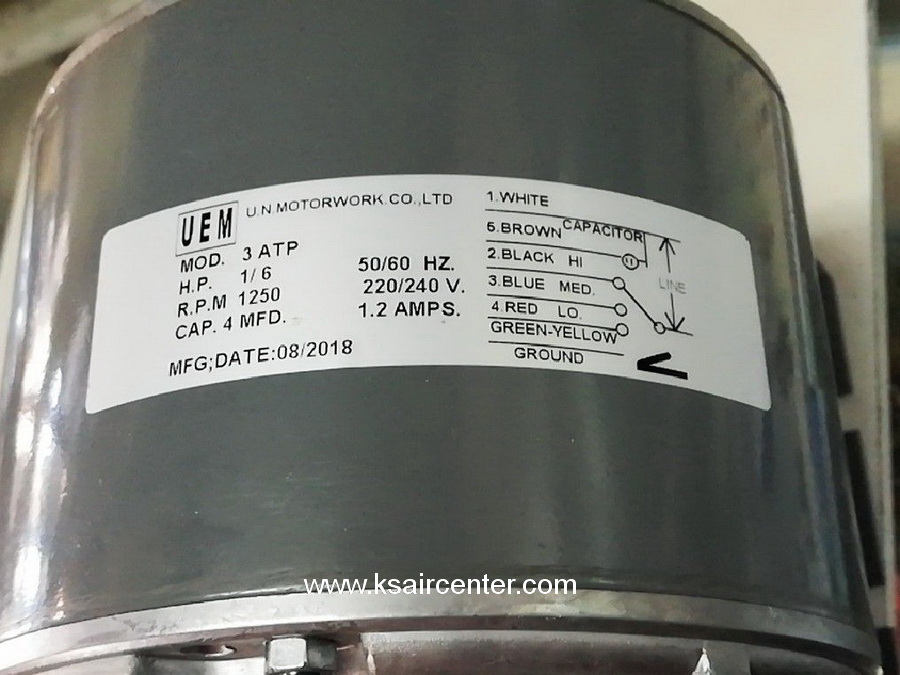 UEM U.N.MOTORWORK.CO.,LTD
MOD. 3 ATP
H.P. 1/6
R.P.M 1250
CAP. 4 MFD.
50/60 HZ.
220/240 V.
1.2 AMPS.
MFG;DATE:08/2018
1.WHITE
5.BROWN CAPACITOR
2.BLACK HI
3.BLUE MED.
4.RED LO.
GREEN-YELLOW
GROUND
LINE
www.ksaircenter.com